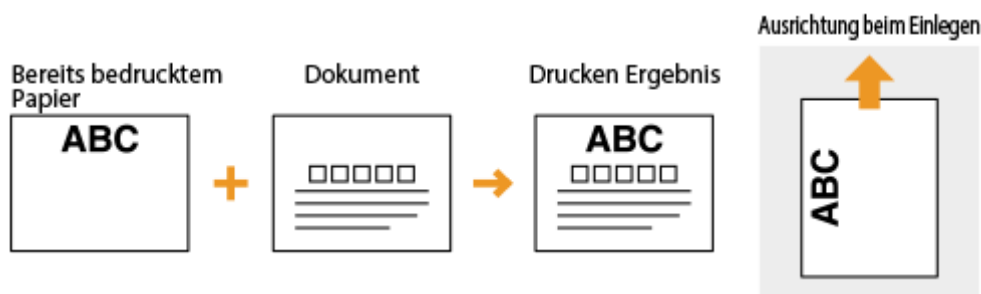 Ausrichtung beim Einlegen
Bereits bedrucktem
Papier
Dokument
Drucken Ergebnis
ABC
ABC
ABC